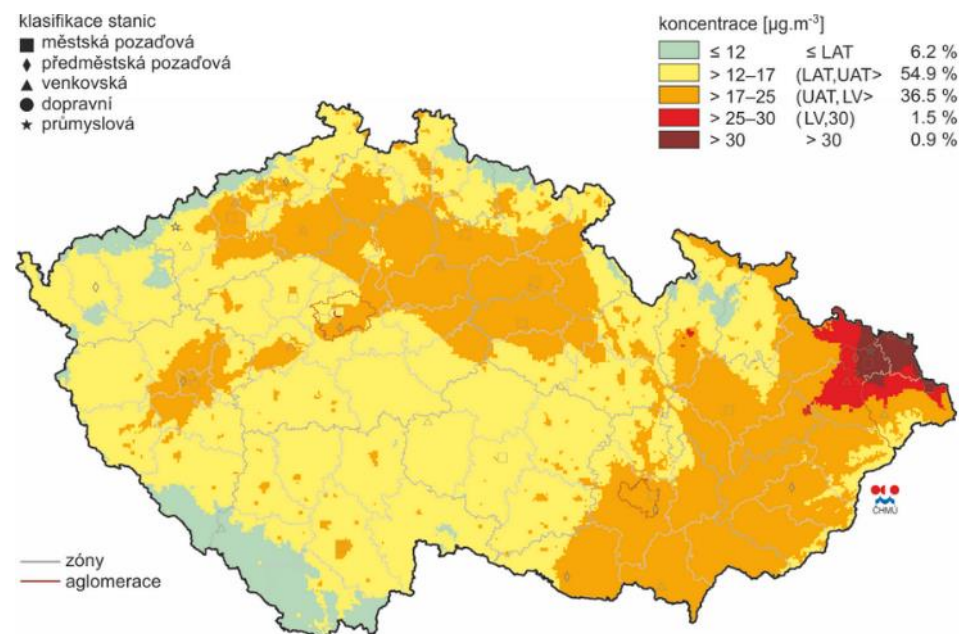 klasifikace stanic
městská pozaďová
předměstská pozaďová
venkovská
dopravní
průmyslová
koncentrace [µg.m⁻³]
≤ 12 ≤ LAT 6.2 %
> 12–17 (LAT,UAT> 54.9 %
> 17–25 (UAT, LV> 36.5 %
> 25–30 (LV,30) 1.5 %
> 30 > 30 0.9 %
ČHMÚ
zóny
aglomerace